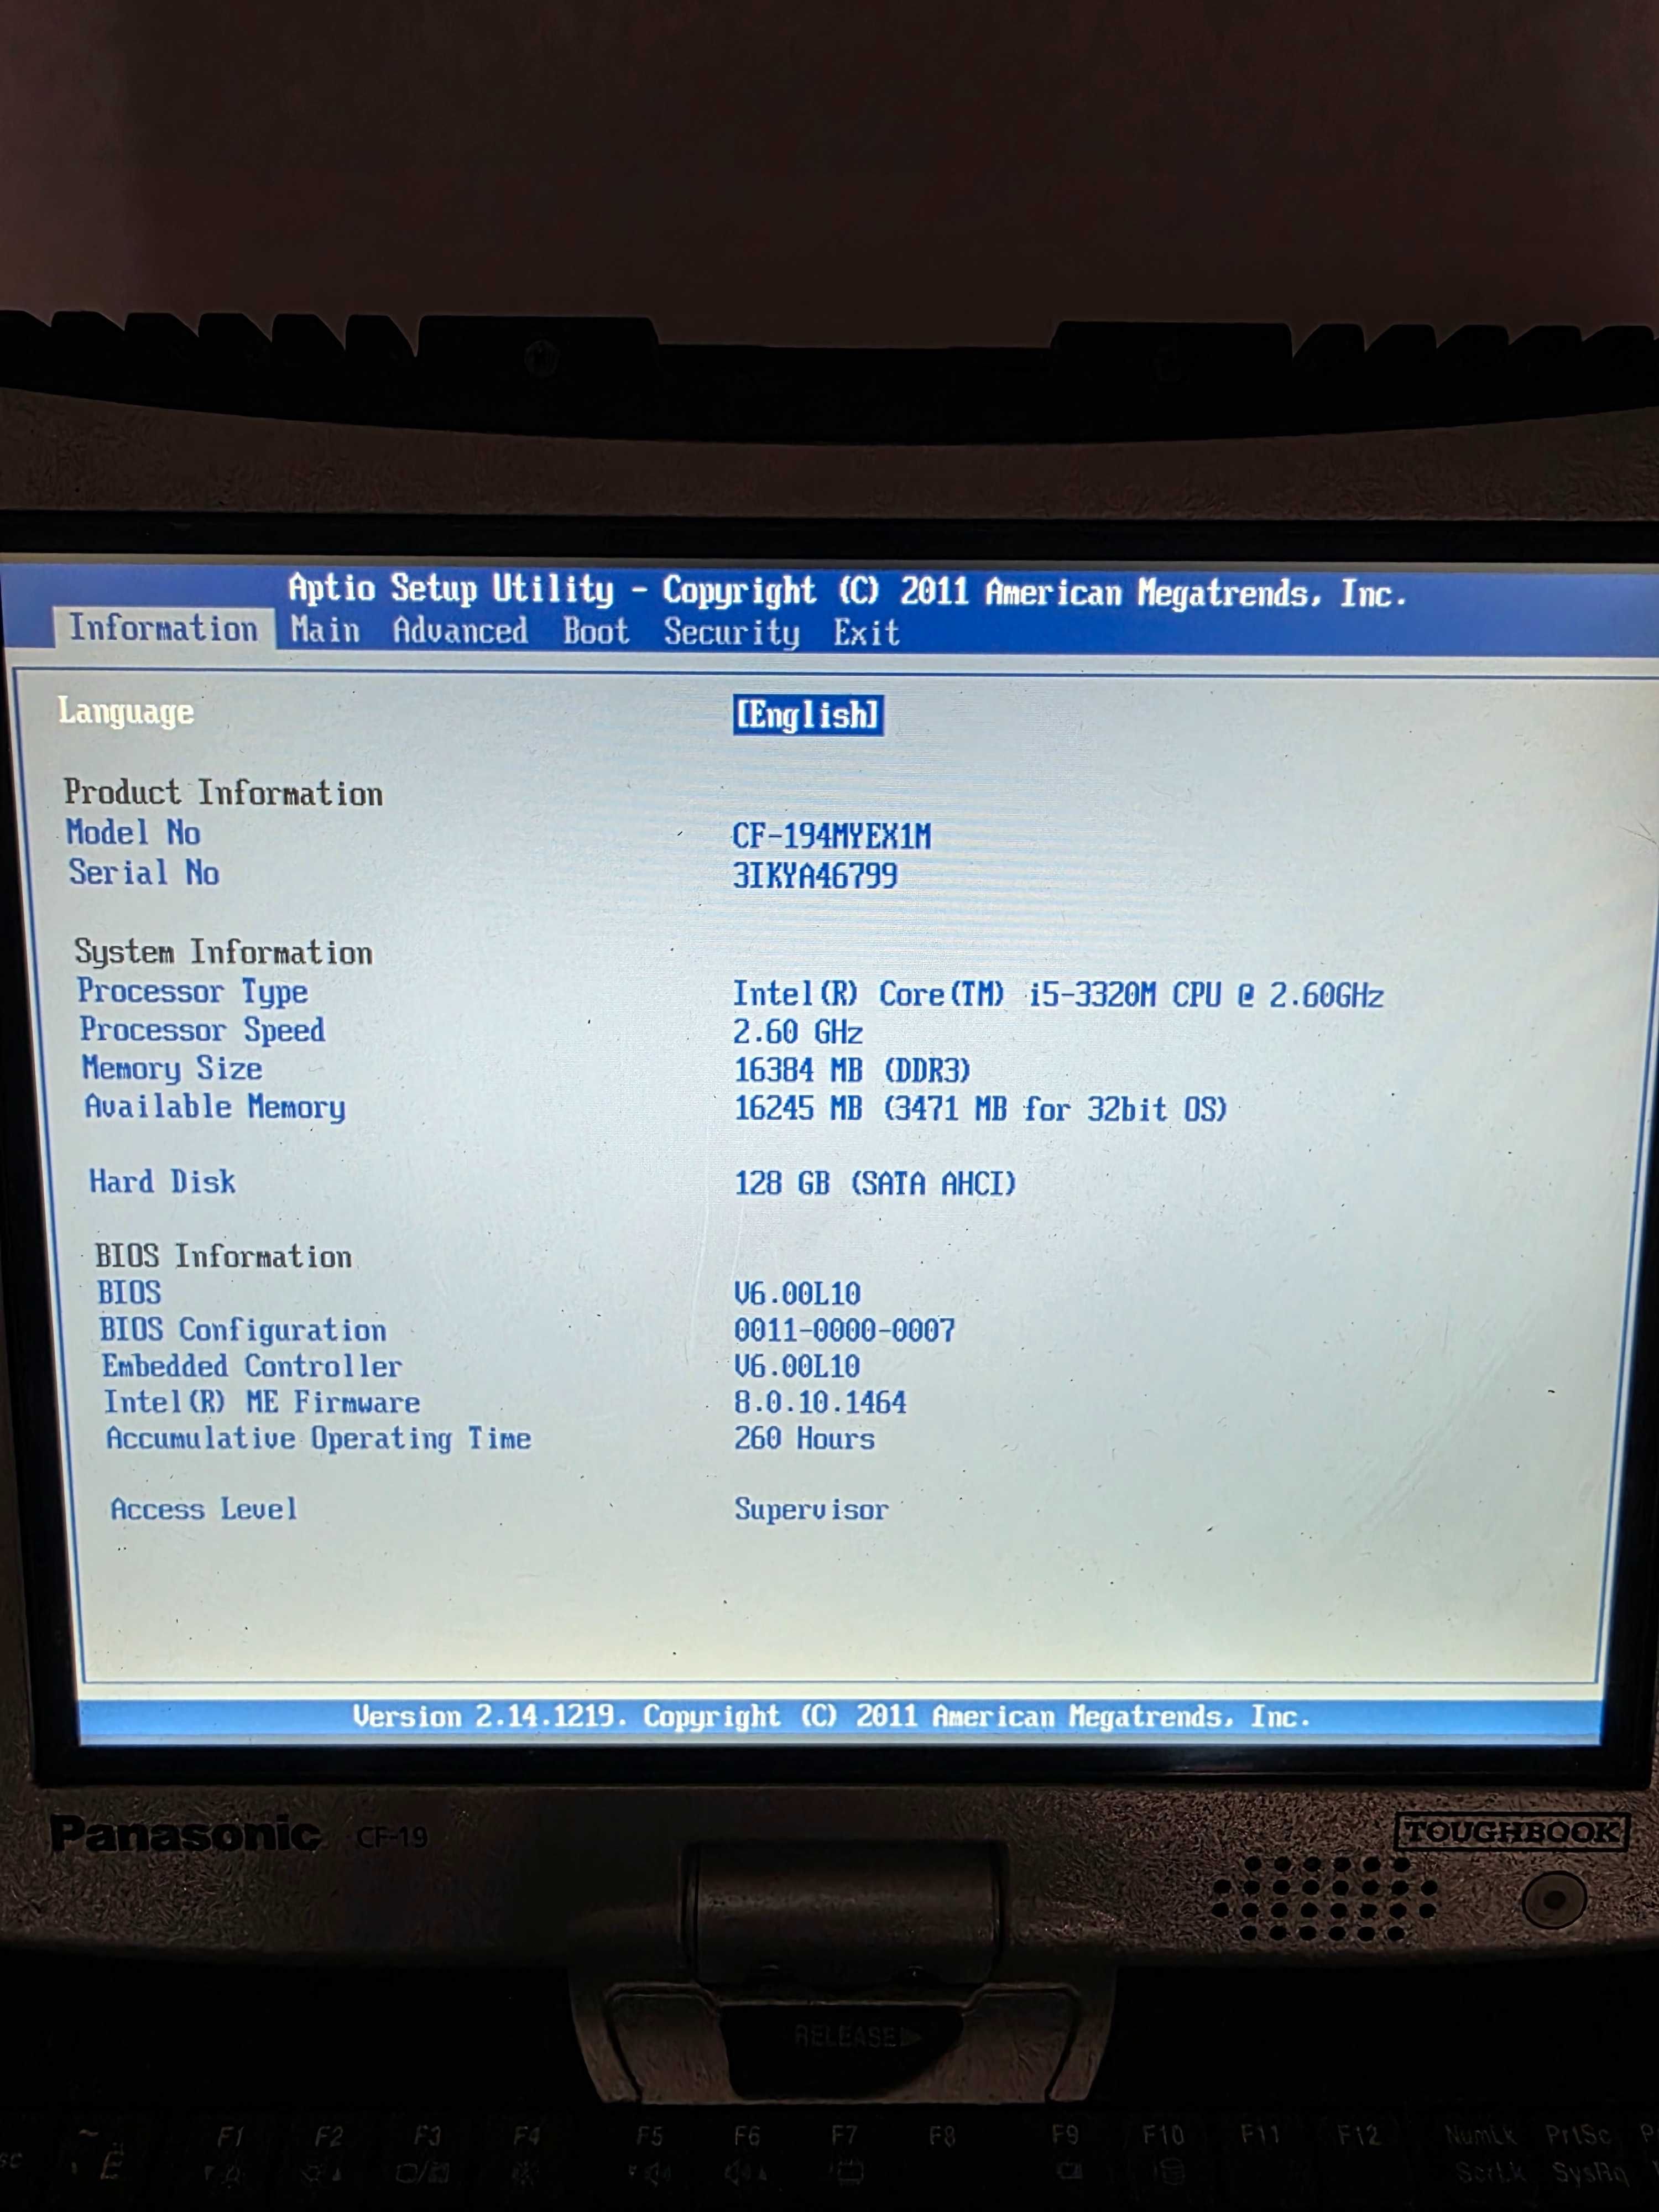 Aptio Setup Utility - Copyright (C) 2011 American Megatrends, Inc.
Information Main Advanced Boot Security Exit
Language [English]
Product Information
Model No CF-194MYEX1M
Serial No 3IKYA46799
System Information
Processor Type Intel(R) Core(TM) i5-3320M CPU @ 2.60GHz
Processor Speed 2.60 GHz
Memory Size 16384 MB (DDR3)
Available Memory 16245 MB (3471 MB for 32bit OS)
Hard Disk 128 GB (SATA AHCI)
BIOS Information
BIOS V6.00L10
BIOS Configuration 0011-0000-0007
Embedded Controller V6.00L10
Intel(R) ME Firmware 8.0.10.1464
Accumulative Operating Time 260 Hours
Access Level Supervisor
Version 2.14.1219. Copyright (C) 2011 American Megatrends, Inc.
Panasonic CF-19 TOUGHBOOK
RELEASE
F1 F2 F3 F4 F5 F6 F7 F8 F9 F10 F11 F12 NumLk PrtSc
ScrLk SysRq